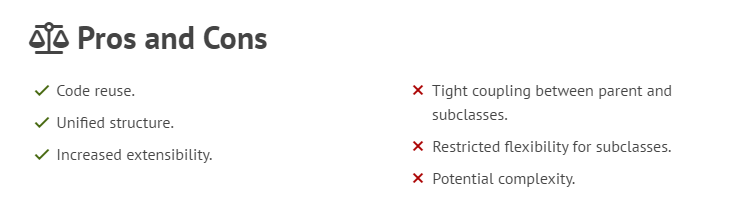 Pros and Cons
Code reuse.
Unified structure.
Increased extensibility.
Tight coupling between parent and
subclasses.
Restricted flexibility for subclasses.
Potential complexity.